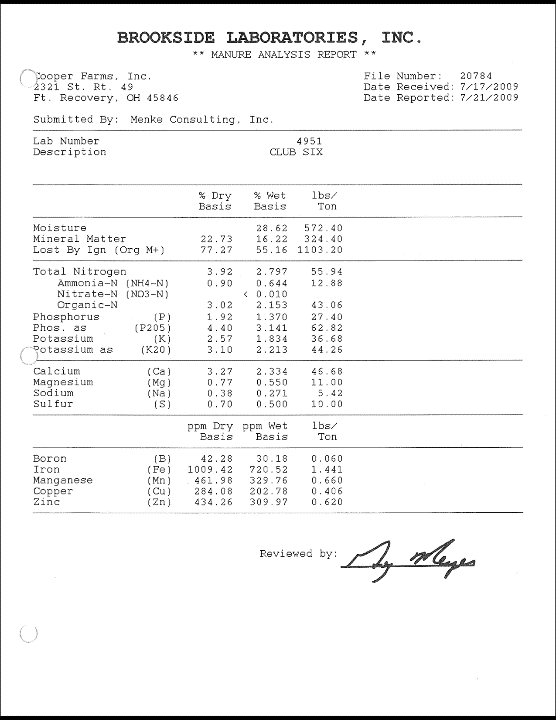 BROOKSIDE LABORATORIES, INC.
** MANURE ANALYSIS REPORT **
Cooper Farms, Inc. File Number: 20784
2321 St. Rt. 49 Date Received: 7/17/2009
Ft. Recovery, OH 45846 Date Reported: 7/21/2009
Submitted By: Menke Consulting, Inc.
Lab Number 4951
Description CLUB SIX
% Dry % Wet lbs/
Basis Basis Ton
Moisture 28.62 572.40
Mineral Matter 22.73 16.22 324.40
Lost By Ign (Org M+) 77.27 55.16 1103.20
Total Nitrogen 3.92 2.797 55.94
Ammonia-N (NH4-N) 0.90 0.644 12.88
Nitrate-N (NO3-N) < 0.010
Organic-N 3.02 2.153 43.06
Phosphorus (P) 1.92 1.370 27.40
Phos. as (P205) 4.40 3.141 62.82
Potassium (K) 2.57 1.834 36.68
Potassium as (K20) 3.10 2.213 44.26
Calcium (Ca) 3.27 2.334 46.68
Magnesium (Mg) 0.77 0.550 11.00
Sodium (Na) 0.38 0.271 5.42
Sulfur (S) 0.70 0.500 10.00
ppm Dry ppm Wet lbs/
Basis Basis Ton
Boron (B) 42.28 30.18 0.060
Iron (Fe) 1009.42 720.52 1.441
Manganese (Mn) 461.98 329.76 0.660
Copper (Cu) 284.08 202.78 0.406
Zinc (Zn) 434.26 309.97 0.620
Reviewed by: Meyes